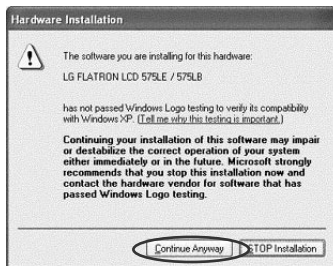 Hardware Installation
The software you are installing for this hardware:
LG FLATRON LCD 575LE / 575LB
has not passed Windows Logo testing to verify its compatibility
with Windows XP. (Tell me why this testing is important.)
Continuing your installation of this software may impair
or destabilize the correct operation of your system
either immediately or in the future. Microsoft strongly
recommends that you stop this installation now and
contact the hardware vendor for software that has
passed Windows Logo testing.
Continue Anyway STOP Installation